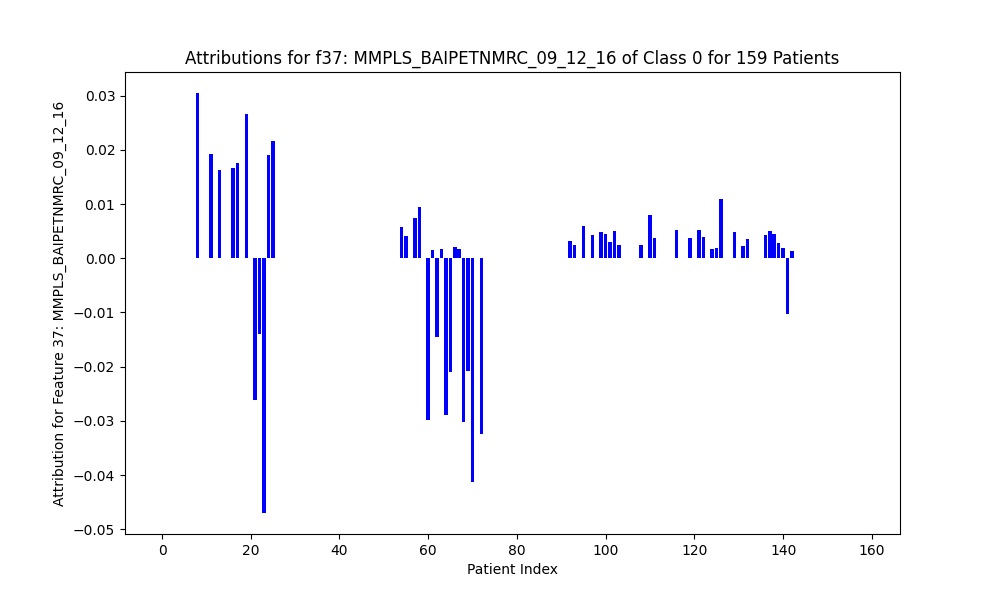 Attributions for f37: MMPLS_BAIPETNMRC_09_12_16 of Class 0 for 159 Patients
Attribution for Feature 37: MMPLS_BAIPETNMRC_09_12_16
0.03
0.02
0.01
0.00
−0.01
−0.02
−0.03
−0.04
−0.05
0 20 40 60 80 100 120 140 160
Patient Index